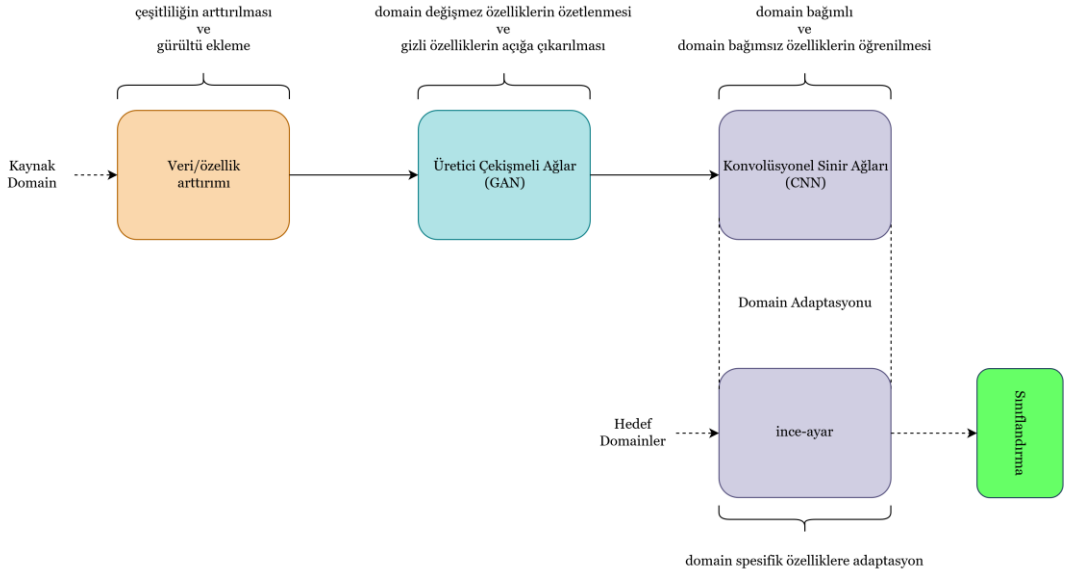 çeşitliliğin arttırılması
ve
gürültü ekleme
domain değişmez özelliklerin özetlenmesi
ve
gizli özelliklerin açığa çıkarılması
domain bağımlı
ve
domain bağımsız özelliklerin öğrenilmesi
Kaynak
Domain
Veri/özellik
arttırımı
Üretici Çekişmeli Ağlar
(GAN)
Konvolüsyonel Sinir Ağları
(CNN)
Domain Adaptasyonu
Hedef
Domainler
ince-ayar
Sınıflandırma
domain spesifik özelliklere adaptasyon